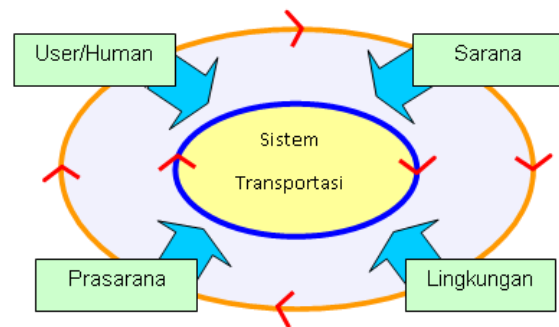 User/Human
Sarana
Sistem
Transportasi
Prasarana
Lingkungan